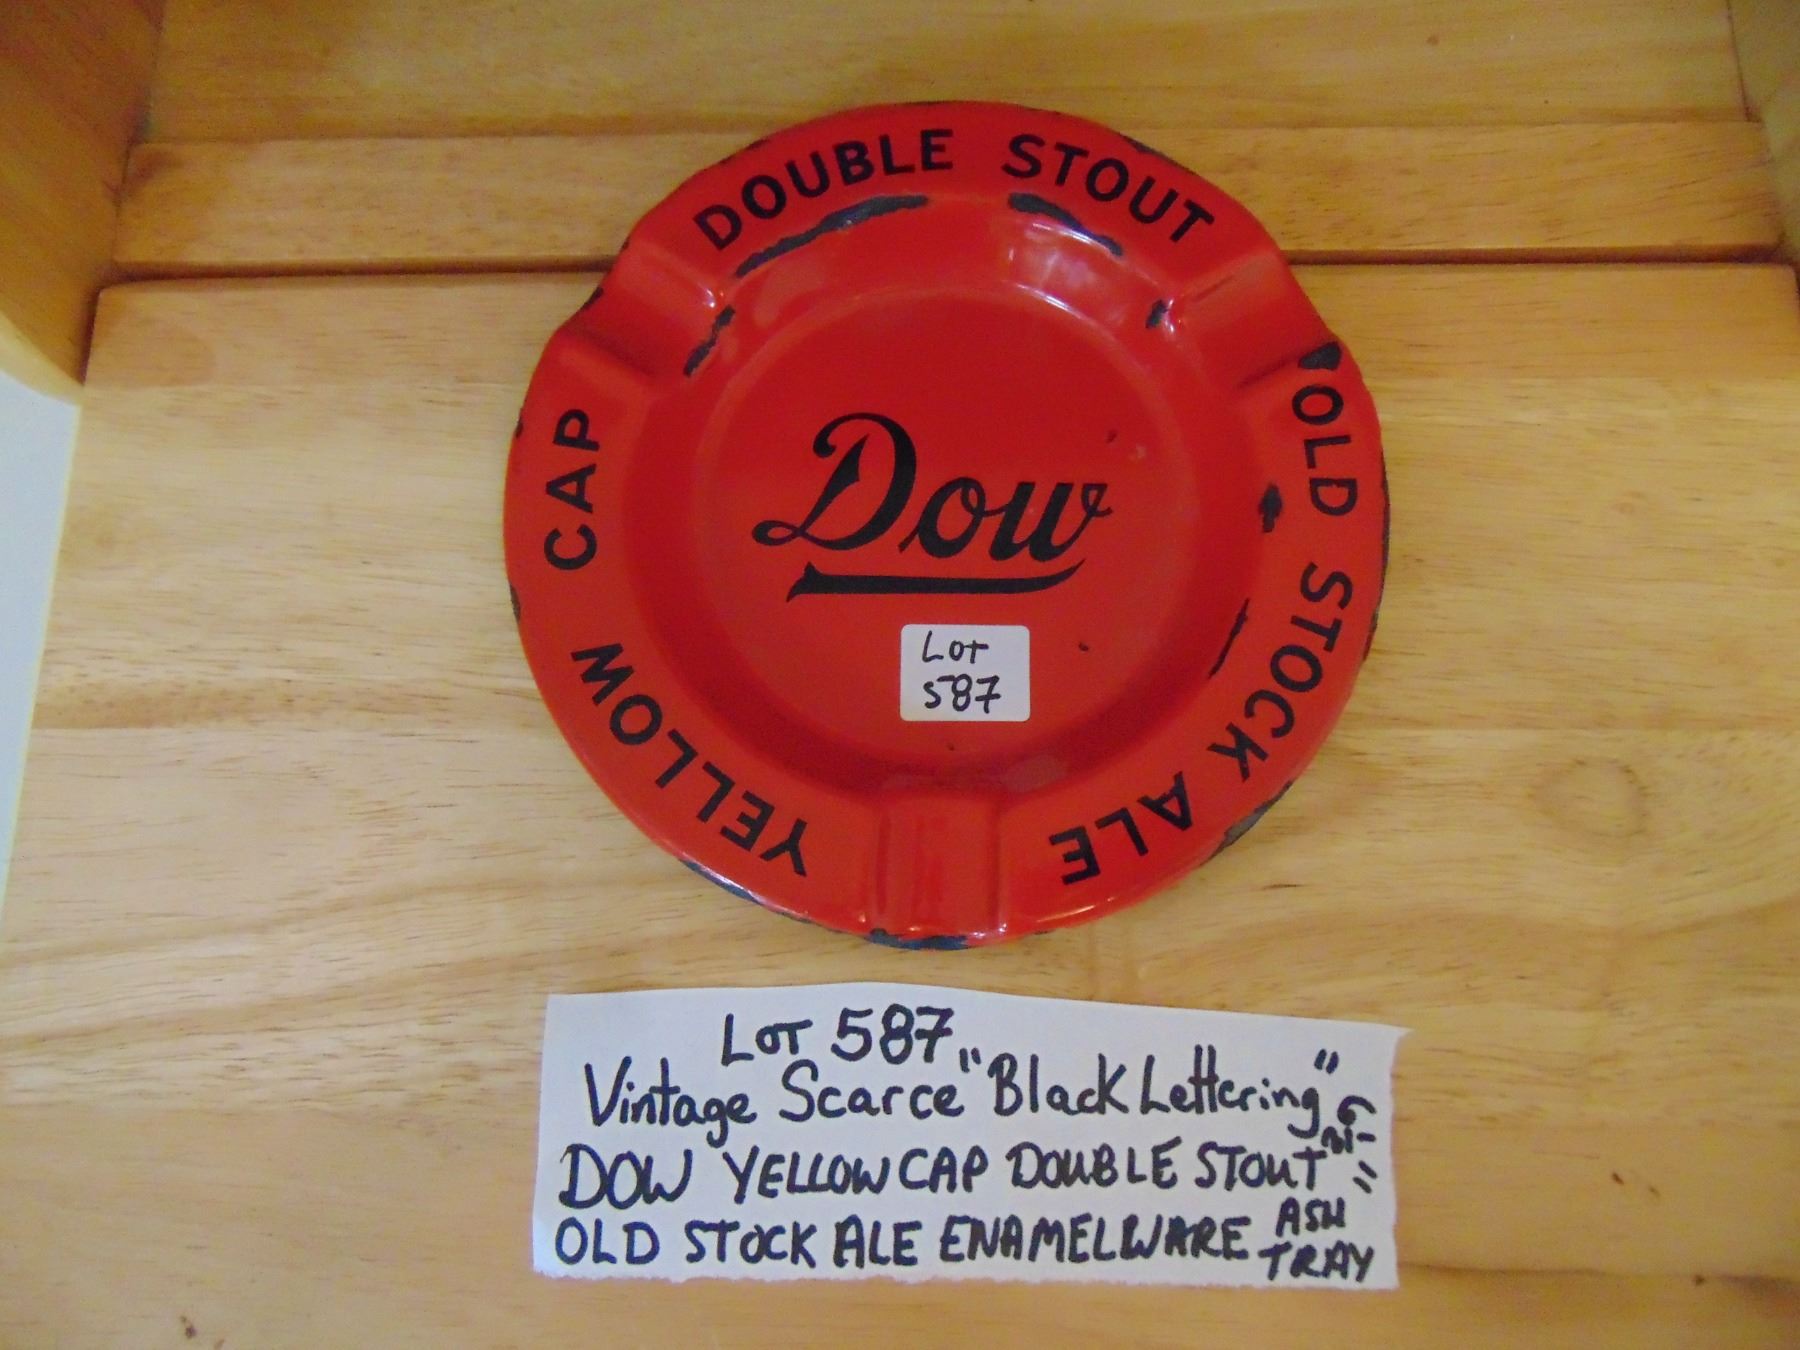 DOUBLE STOUT
OLD STOCK ALE
YELLOW CAP
Dow
Lot
587
Lot 587
Vintage Scarce "Black Lettering"
DOW YELLOW CAP DOUBLE STOUT
OLD STOCK ALE ENAMELWARE ASH
TRAY